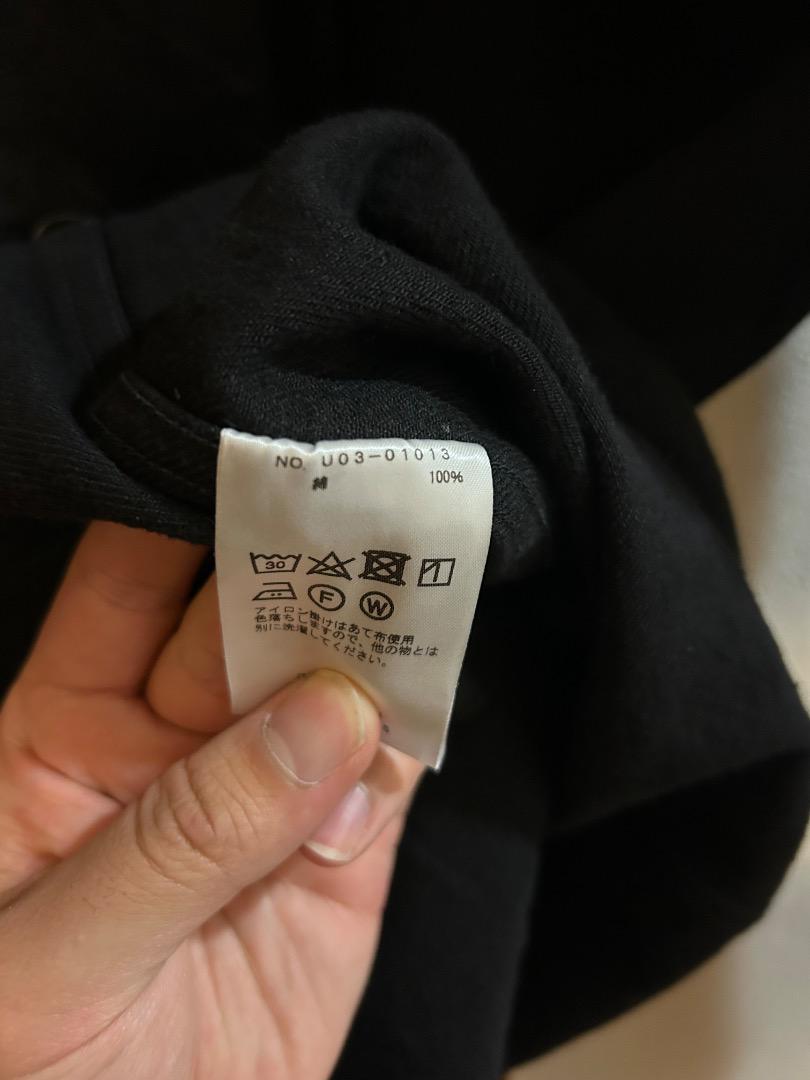 NO. U03-01013
綿 100%
30
F W
アイロン掛けはあて布使用
色落ちしますので、他の物とは
別に洗濯してください。